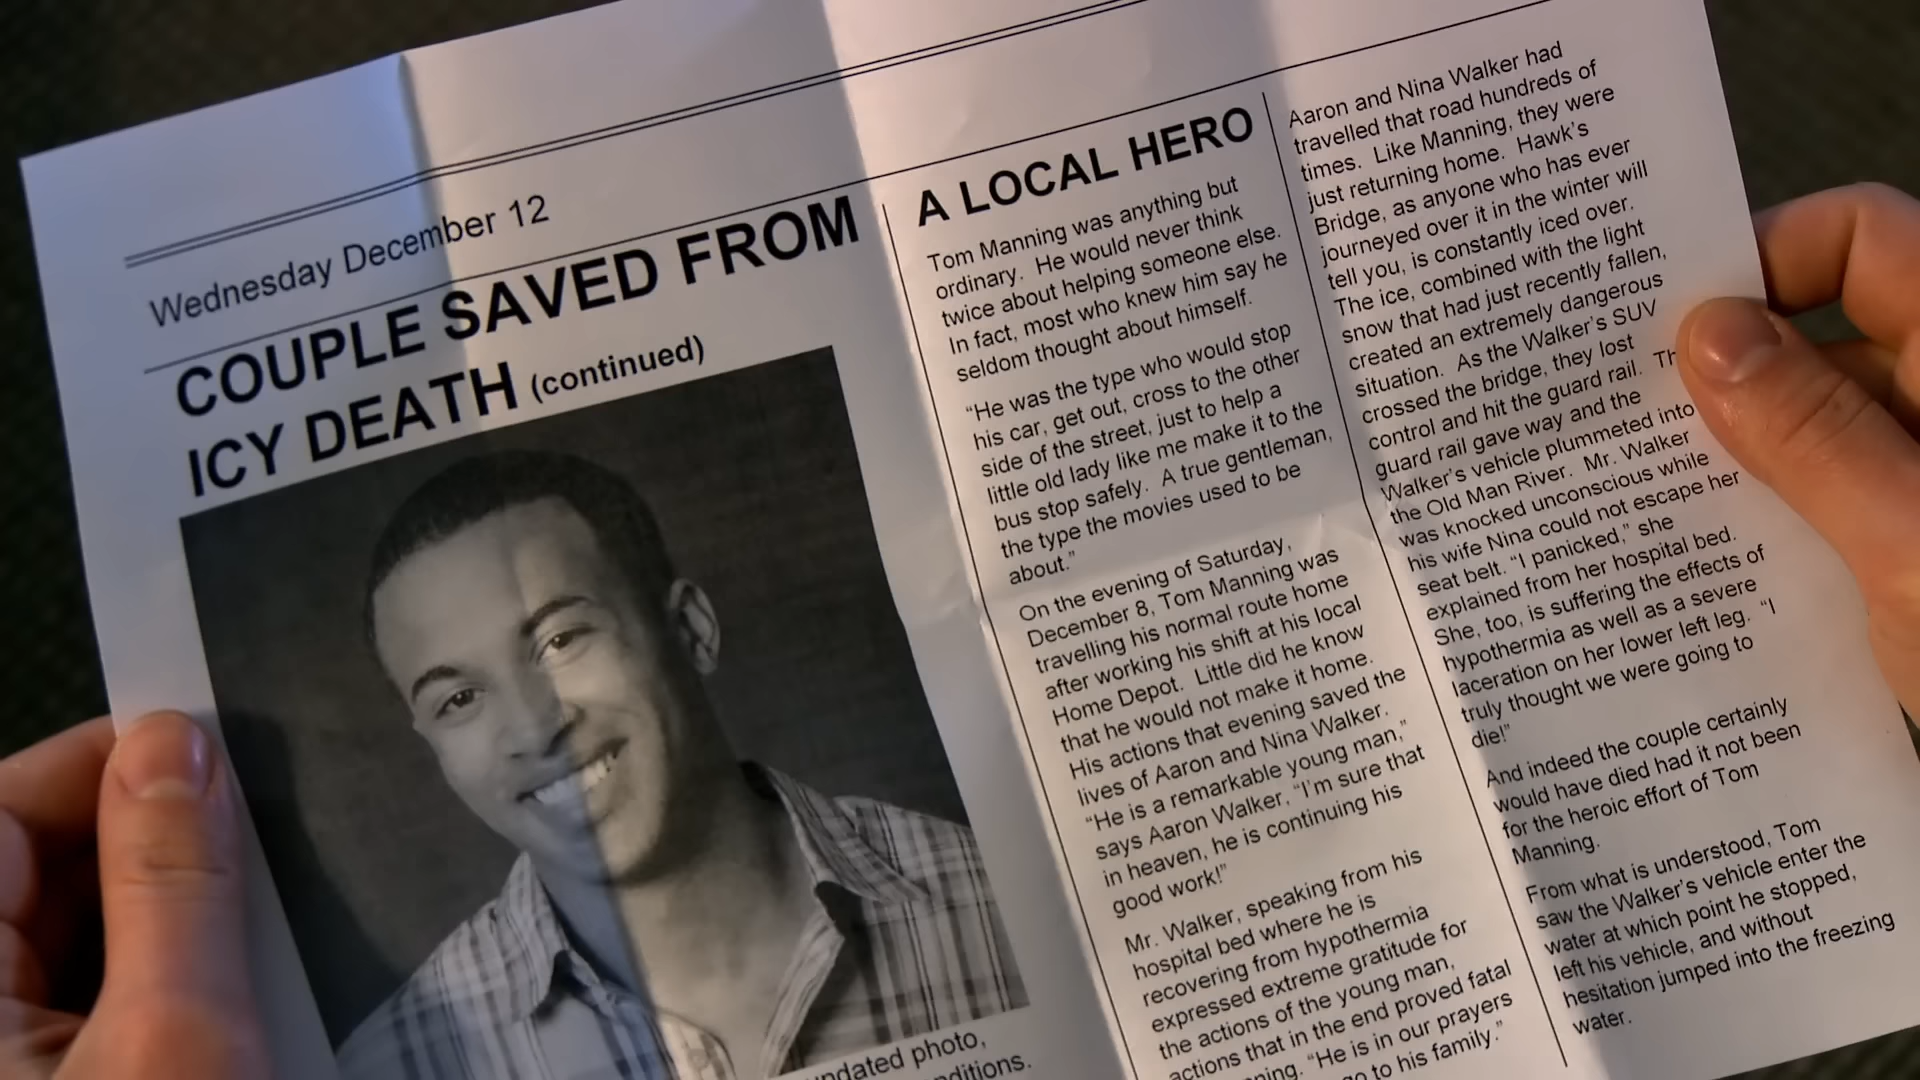 Wednesday December 12
COUPLE SAVED FROM
ICY DEATH (continued)
undated photo,
A LOCAL HERO
Tom Manning was anything but
ordinary. He would never think
twice about helping someone else.
In fact, most who knew him say he
seldom thought about himself.
“He was the type who would stop
his car, get out, cross to the other
side of the street, just to help a
little old lady like me make it to the
bus stop safely. A true gentleman,
the type the movies used to be
about.”
On the evening of Saturday,
December 8, Tom Manning was
travelling his normal route home
after working his shift at his local
Home Depot. Little did he know
that he would not make it home.
His actions that evening saved the
lives of Aaron and Nina Walker.
“He is a remarkable young man,”
says Aaron Walker, “I’m sure that
in heaven, he is continuing his
good work!”
Mr. Walker, speaking from his
hospital bed where he is
recovering from hypothermia
expressed extreme gratitude for
the actions of the young man,
actions that in the end proved fatal
“He is in our prayers
go to his family.”
Aaron and Nina Walker had
travelled that road hundreds of
times. Like Manning, they were
just returning home. Hawk’s
Bridge, as anyone who has ever
journeyed over it in the winter will
tell you, is constantly iced over.
The ice, combined with the light
snow that had just recently fallen,
created an extremely dangerous
situation. As the Walker’s SUV
crossed the bridge, they lost
control and hit the guard rail. Th
guard rail gave way and the
Walker’s vehicle plummeted into
the Old Man River. Mr. Walker
was knocked unconscious while
his wife Nina could not escape her
seat belt. “I panicked,” she
explained from her hospital bed.
She, too, is suffering the effects of
hypothermia as well as a severe
laceration on her lower left leg. “I
truly thought we were going to
die!”
And indeed the couple certainly
would have died had it not been
for the heroic effort of Tom
Manning.
From what is understood, Tom
saw the Walker’s vehicle enter the
water at which point he stopped,
left his vehicle, and without
hesitation jumped into the freezing
water.